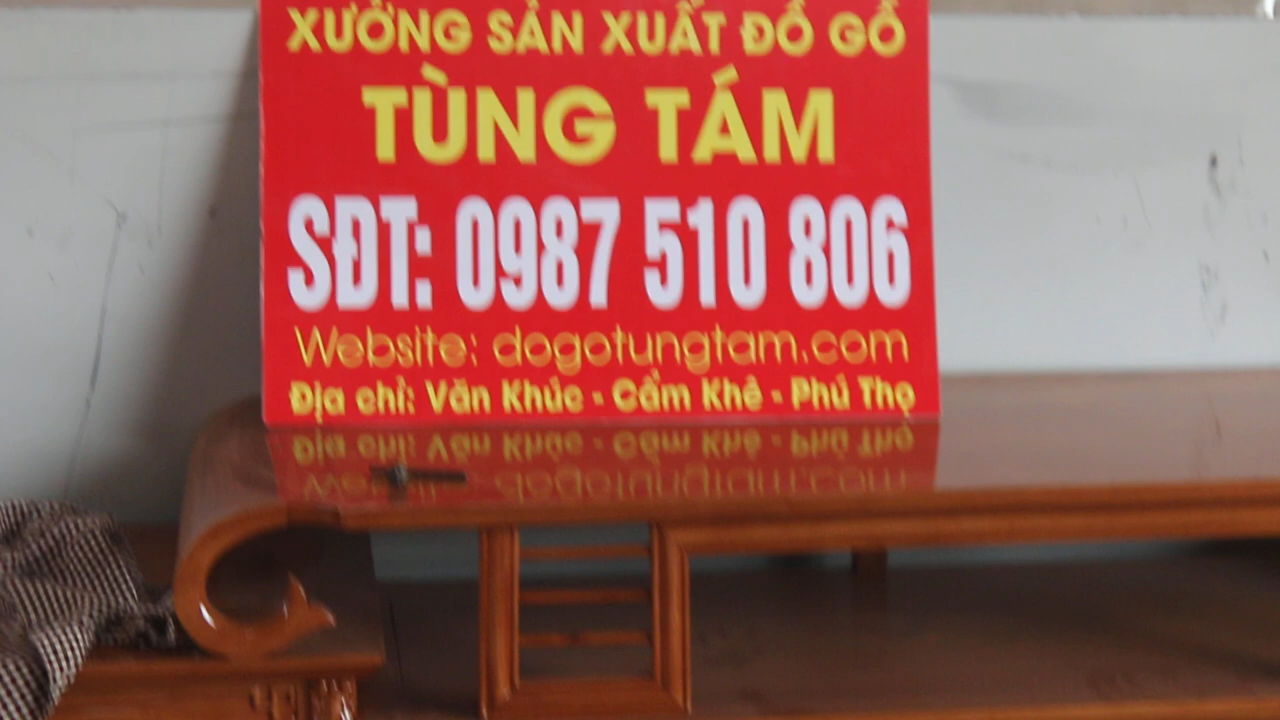 XƯỞNG SẢN XUẤT ĐỒ GỖ
TÙNG TÁM
SĐT: 0987 510 806
Website: dogotungtam.com
Địa chỉ: Văn Khúc - Cẩm Khê - Phú Thọ